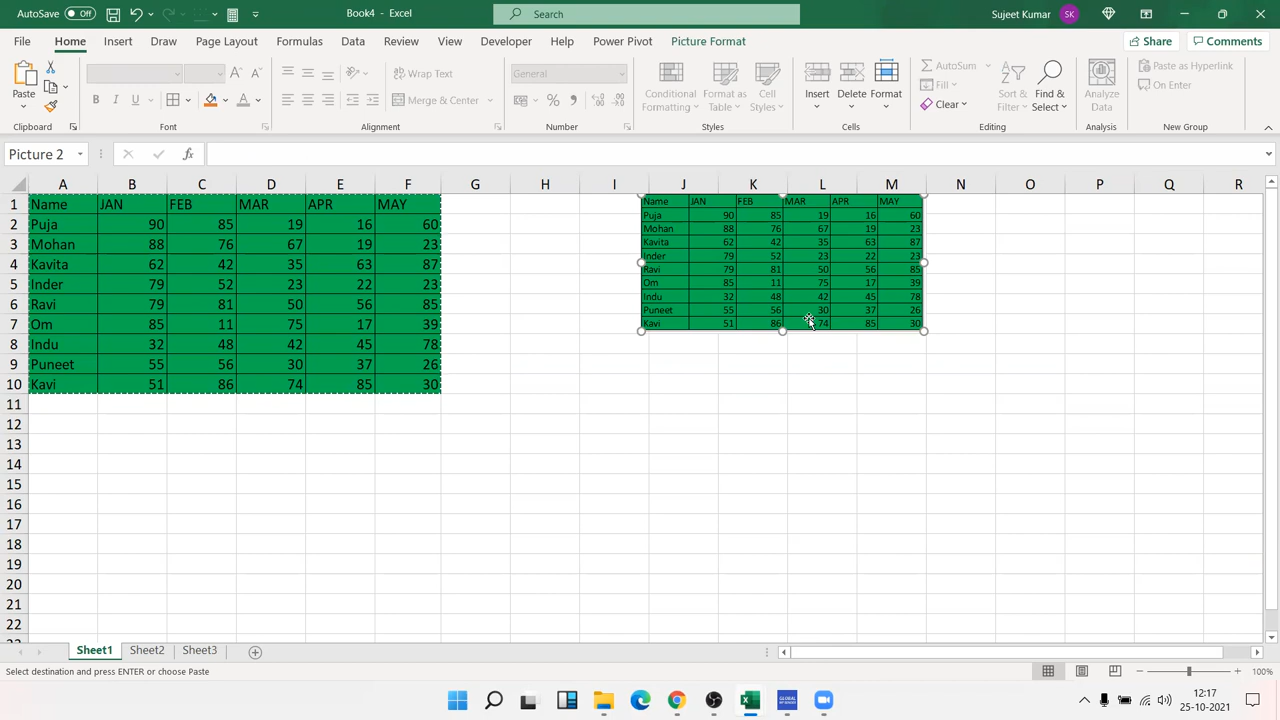 AutoSave Off Book4 - Excel Search Sujeet Kumar SK
File Home Insert Draw Page Layout Formulas Data Review View Developer Help Power Pivot Picture Format Share Comments
Paste B I U Wrap Text Merge & Center General Conditional Formatting Format as Table Cell Styles Insert Delete Format AutoSum Fill Clear Sort & Filter Find & Select Analyze Data Paste as Hyperlink On Enter
Clipboard Font Alignment Number Styles Cells Editing Analysis New Group
Picture 2 fx
A B C D E F G H I J K L M N O P Q R
1 Name JAN FEB MAR APR MAY
2 Puja 90 85 19 16 60
3 Mohan 88 76 67 19 23
4 Kavita 62 42 35 63 87
5 Inder 79 52 23 22 23
6 Ravi 79 81 50 56 85
7 Om 85 11 75 17 39
8 Indu 32 48 42 45 78
9 Puneet 55 56 30 37 26
10 Kavi 51 86 74 85 30
Name JAN FEB MAR APR MAY
Puja 90 85 19 16 60
Mohan 88 76 67 19 23
Kavita 62 42 35 63 87
Inder 79 52 23 22 23
Ravi 79 81 50 56 85
Om 85 11 75 17 39
Indu 32 48 42 45 78
Puneet 55 56 30 37 26
Kavi 51 86 74 85 30
11
12
13
14
15
16
17
18
19
20
21
22
Sheet1 Sheet2 Sheet3
Select destination and press ENTER or choose Paste 100%
12:17
ENG